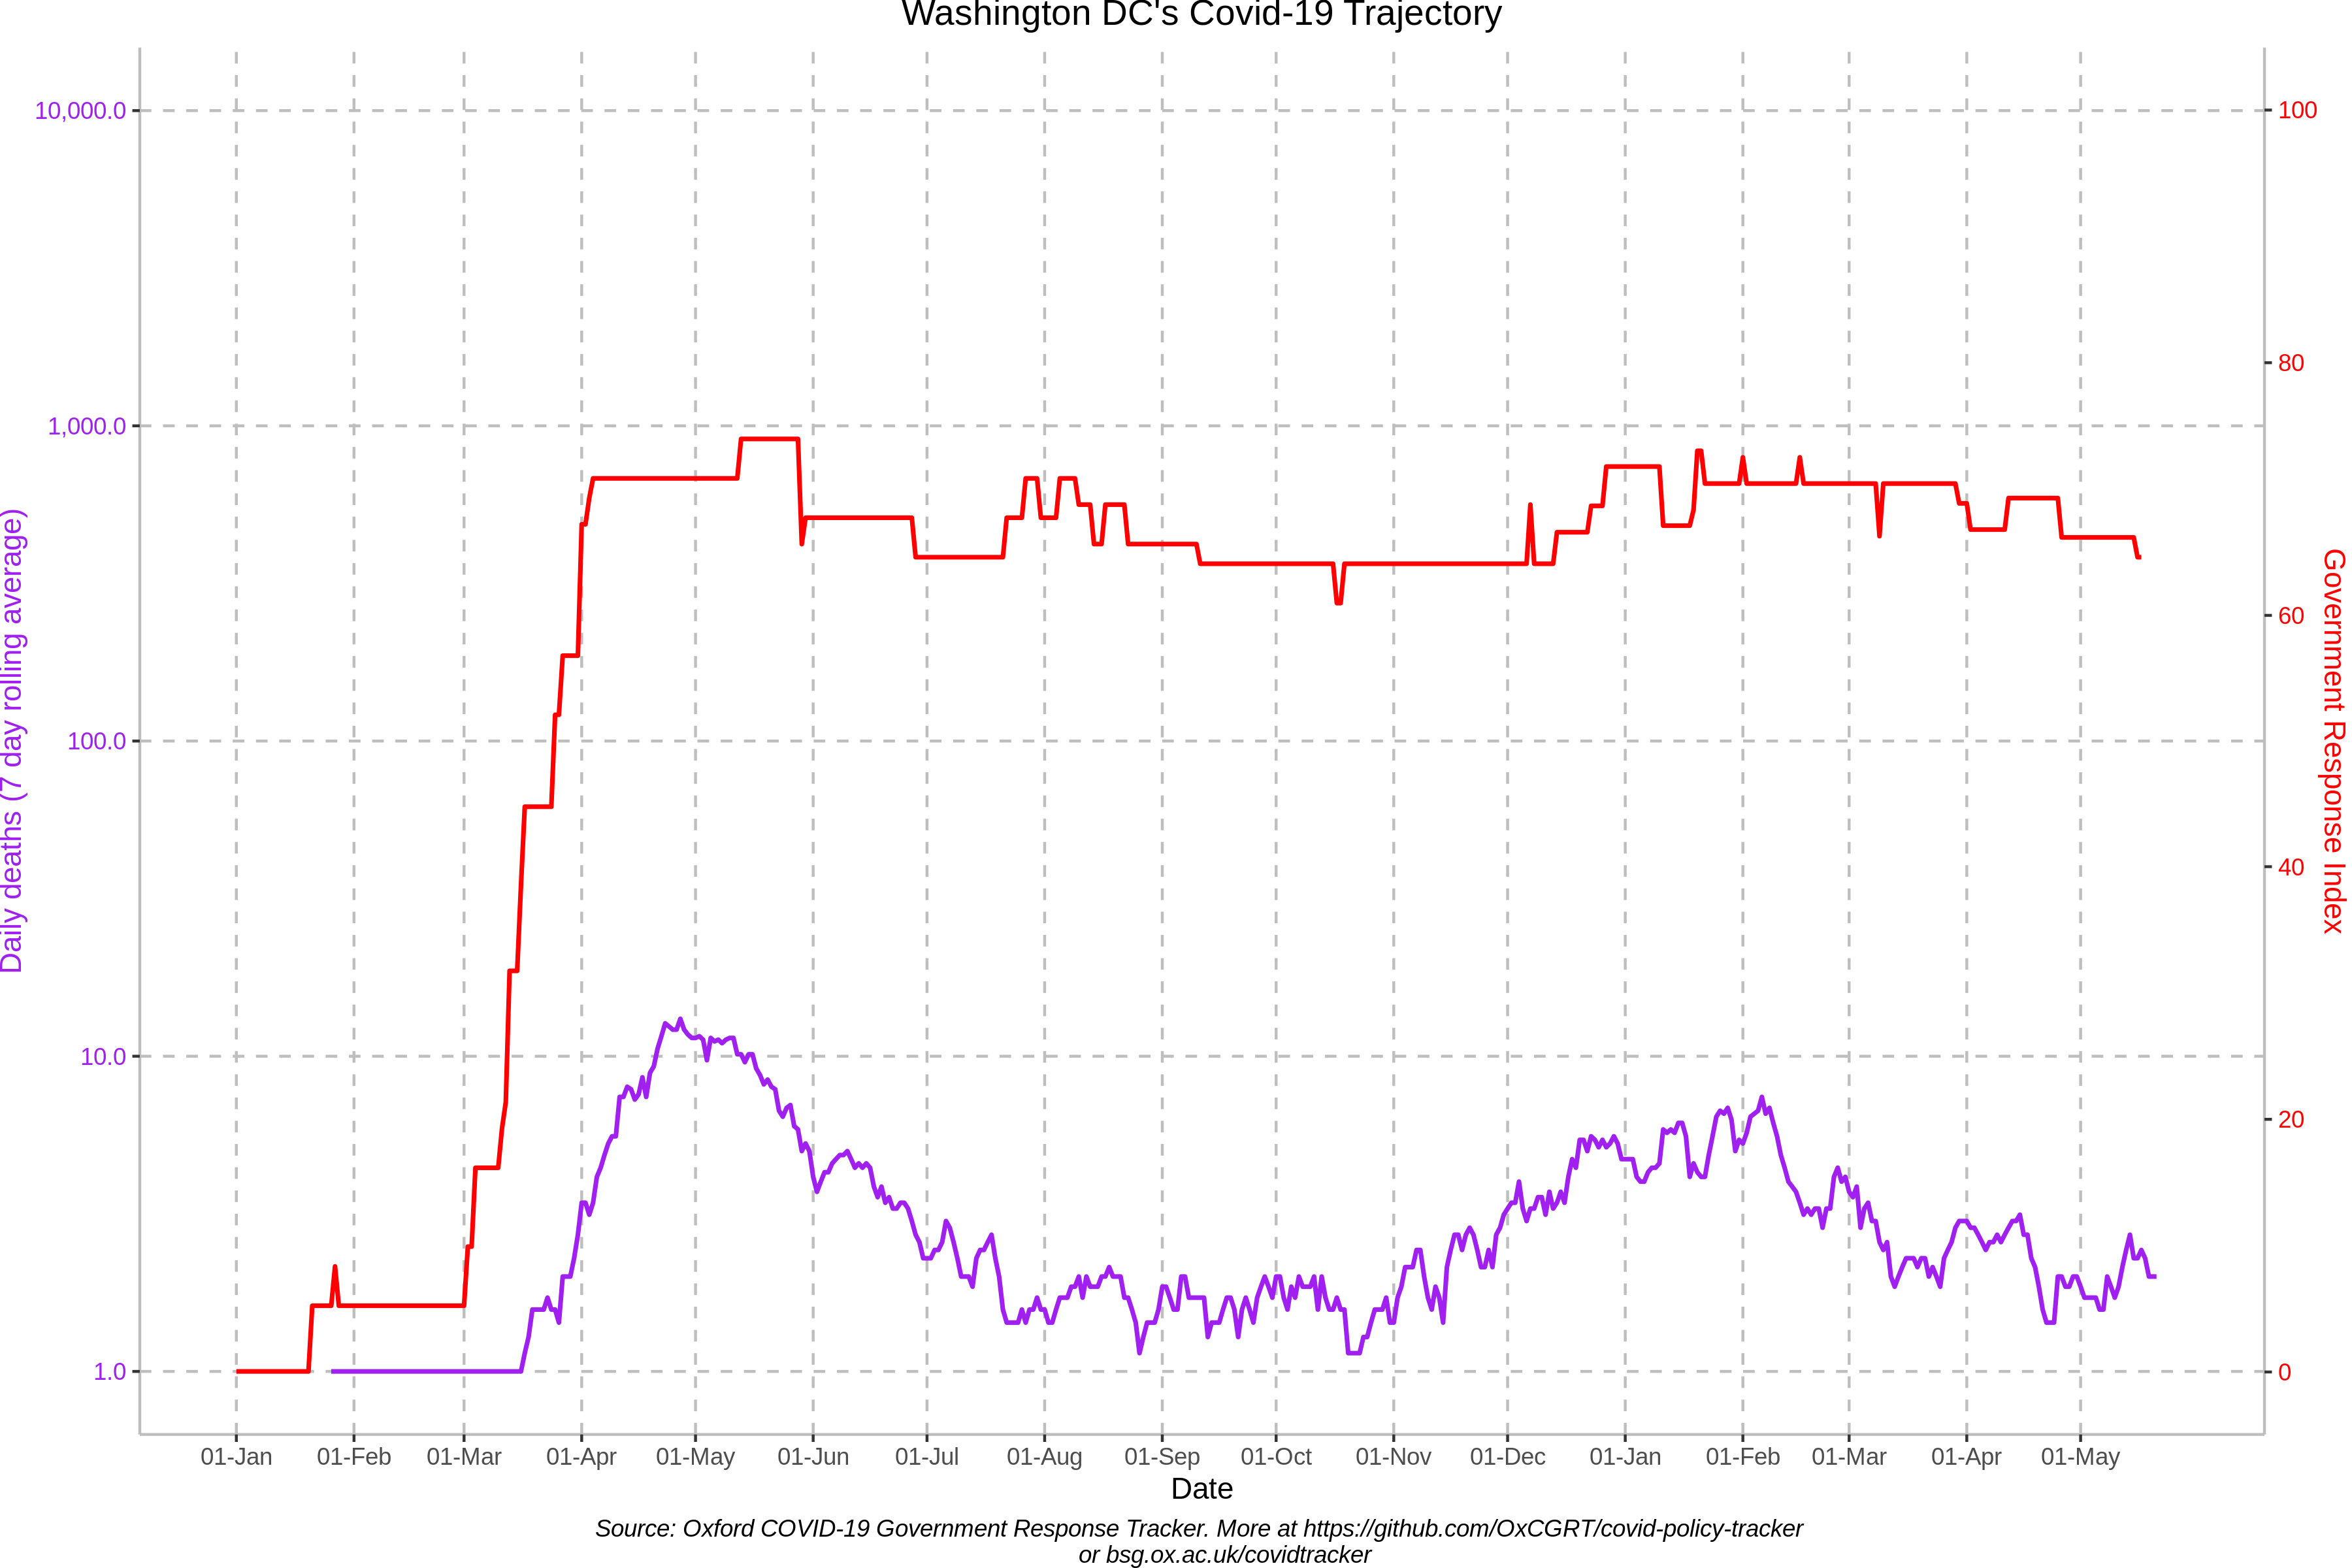 Washington DC's Covid-19 Trajectory
10,000.0
1,000.0
100.0
10.0
1.0
Daily deaths (7 day rolling average)
100
80
60
40
20
0
Government Response Index
01-Jan 01-Feb 01-Mar 01-Apr 01-May 01-Jun 01-Jul 01-Aug 01-Sep 01-Oct 01-Nov 01-Dec 01-Jan 01-Feb 01-Mar 01-Apr 01-May
Date
Source: Oxford COVID-19 Government Response Tracker. More at https://github.com/OxCGRT/covid-policy-tracker
or bsg.ox.ac.uk/covidtracker